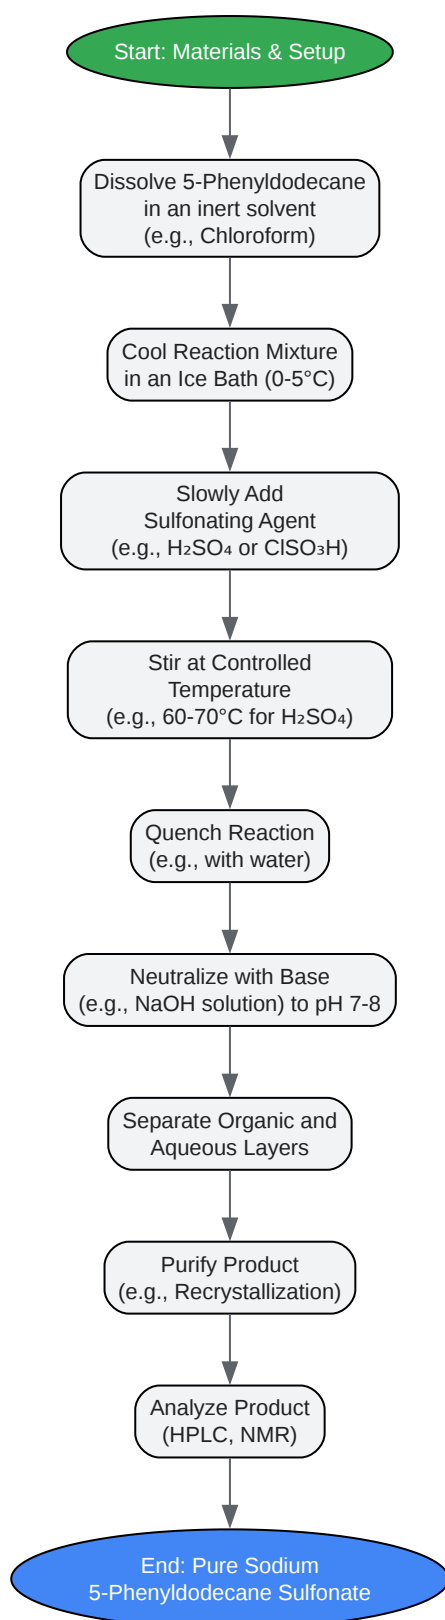 Start: Materials & Setup
Dissolve 5-Phenyldodecane
in an inert solvent
(e.g., Chloroform)
Cool Reaction Mixture
in an Ice Bath (0-5°C)
Slowly Add
Sulfonating Agent
(e.g., H₂SO₄ or ClSO₃H)
Stir at Controlled
Temperature
(e.g., 60-70°C for H₂SO₄)
Quench Reaction
(e.g., with water)
Neutralize with Base
(e.g., NaOH solution) to pH 7-8
Separate Organic and
Aqueous Layers
Purify Product
(e.g., Recrystallization)
Analyze Product
(HPLC, NMR)
End: Pure Sodium
5-Phenyldodecane Sulfonate